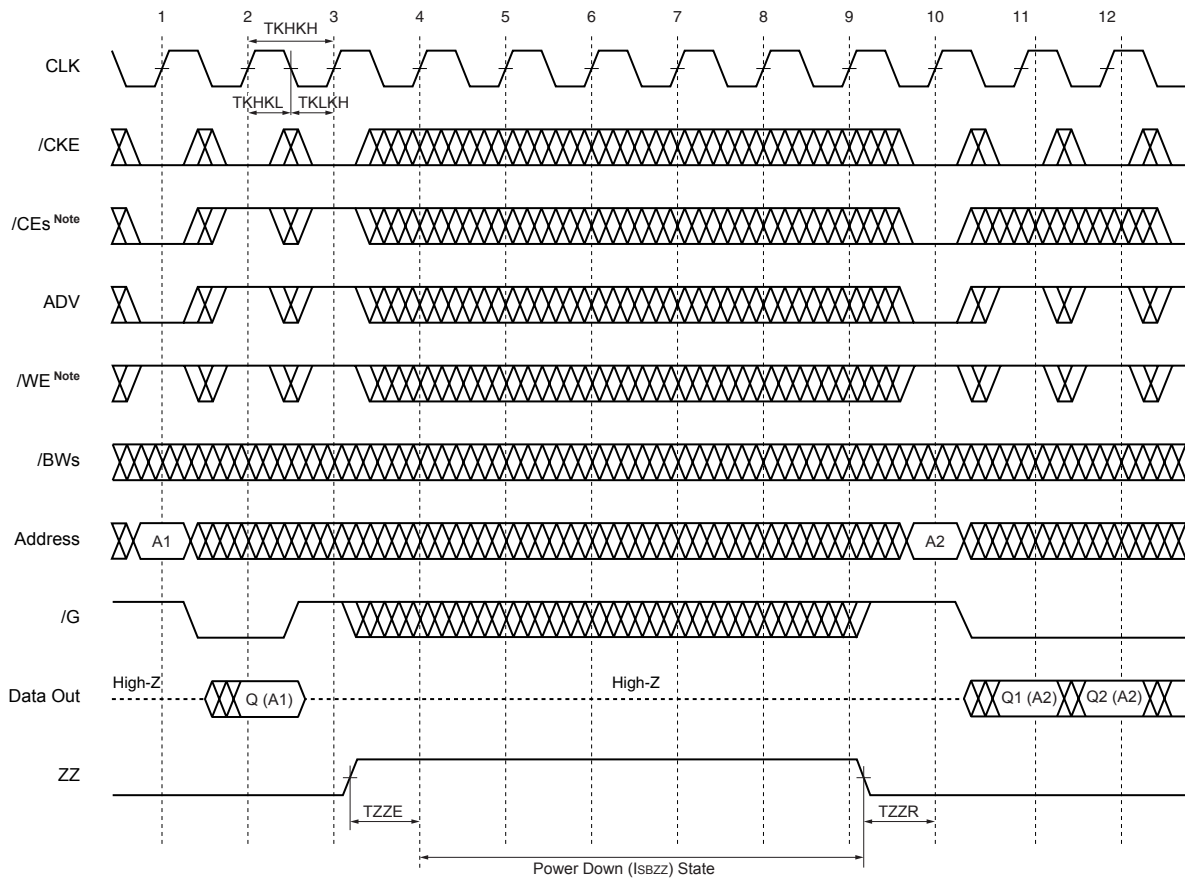 1 2 3 4 5 6 7 8 9 10 11 12
TKHKH
CLK
TKHKL TKLKH
/CKE
/CEs Note
ADV
/WE Note
/BWs
Address A1 A2
/G
High-Z High-Z
Data Out Q (A1) Q1 (A2) Q2 (A2)
ZZ
TZZE TZZR
Power Down (ISBZZ) State